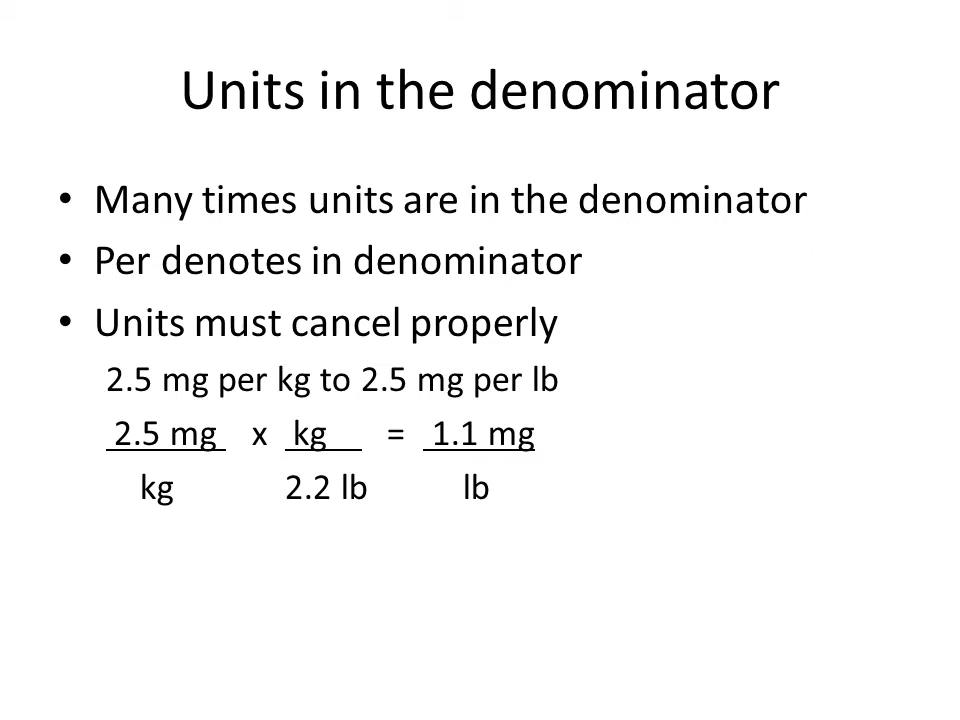 Units in the denominator
• Many times units are in the denominator
• Per denotes in denominator
• Units must cancel properly
2.5 mg per kg to 2.5 mg per lb
2.5 mg x kg = 1.1 mg
kg 2.2 lb lb